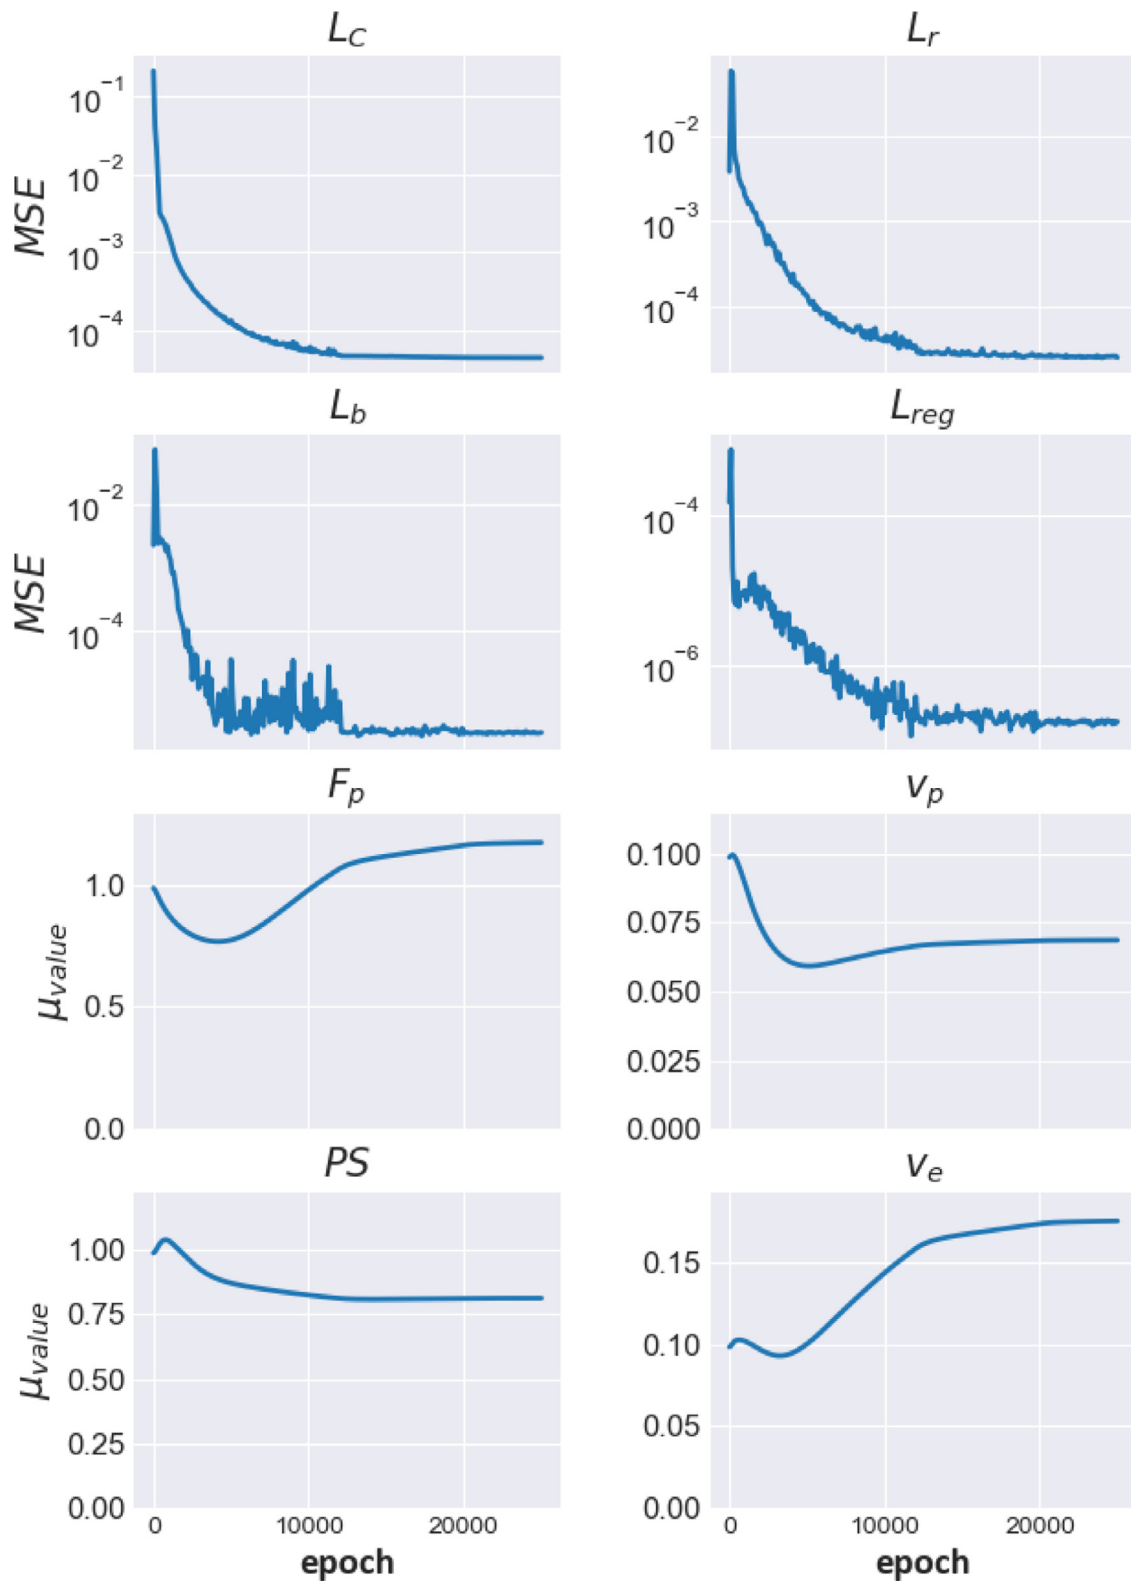 L_C
L_r
MSE
10^−1
10^−2
10^−3
10^−4
10^−2
10^−3
10^−4
L_b
L_reg
MSE
10^−2
10^−4
10^−4
10^−6
F_p
v_p
μ_value
1.0
0.5
0.0
0.100
0.075
0.050
0.025
0.000
PS
v_e
μ_value
1.00
0.75
0.50
0.25
0.00
0.15
0.10
0.05
0.00
0 10000 20000
0 10000 20000
epoch
epoch